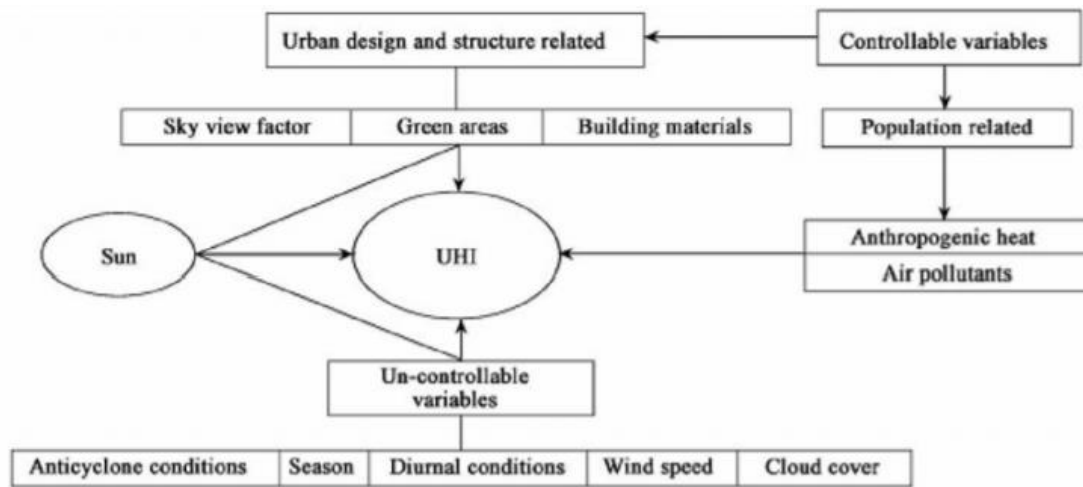 Urban design and structure related
Controllable variables
Sky view factor
Green areas
Building materials
Population related
Sun
UHI
Anthropogenic heat
Air pollutants
Un-controllable
variables
Anticyclone conditions
Season
Diurnal conditions
Wind speed
Cloud cover